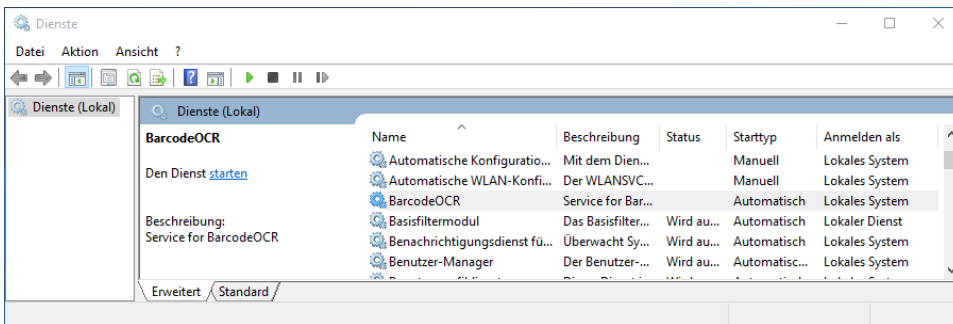 Dienste
Datei Aktion Ansicht ?
Dienste (Lokal)
Dienste (Lokal)
BarcodeOCR
Den Dienst starten
Beschreibung:
Service for BarcodeOCR
Name Beschreibung Status Starttyp Anmelden als
Automatische Konfiguratio... Mit dem Dien... Manuell Lokales System
Automatische WLAN-Konfi... Der WLANSVC... Manuell Lokales System
BarcodeOCR Service for Bar... Automatisch Lokales System
Basisfiltermodul Das Basisfilter... Wird au... Automatisch Lokaler Dienst
Benachrichtigungsdienst fü... Überwacht Sy... Wird au... Automatisch Lokales System
Benutzer-Manager Der Benutzer-... Wird au... Automatisc... Lokales System
Erweitert Standard